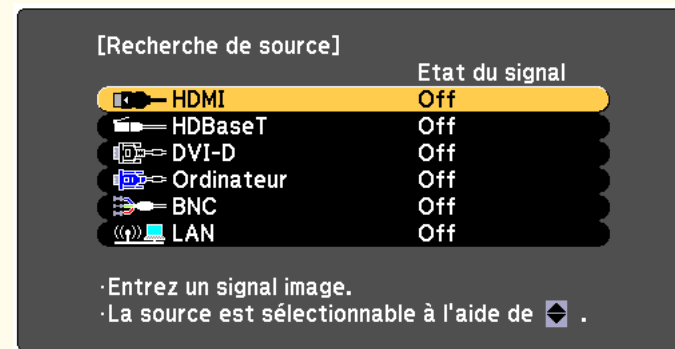 [Recherche de source]
Etat du signal
HDMI Off
HDBaseT Off
DVI-D Off
Ordinateur Off
BNC Off
LAN Off
·Entrez un signal image.
·La source est sélectionnable à l'aide de .